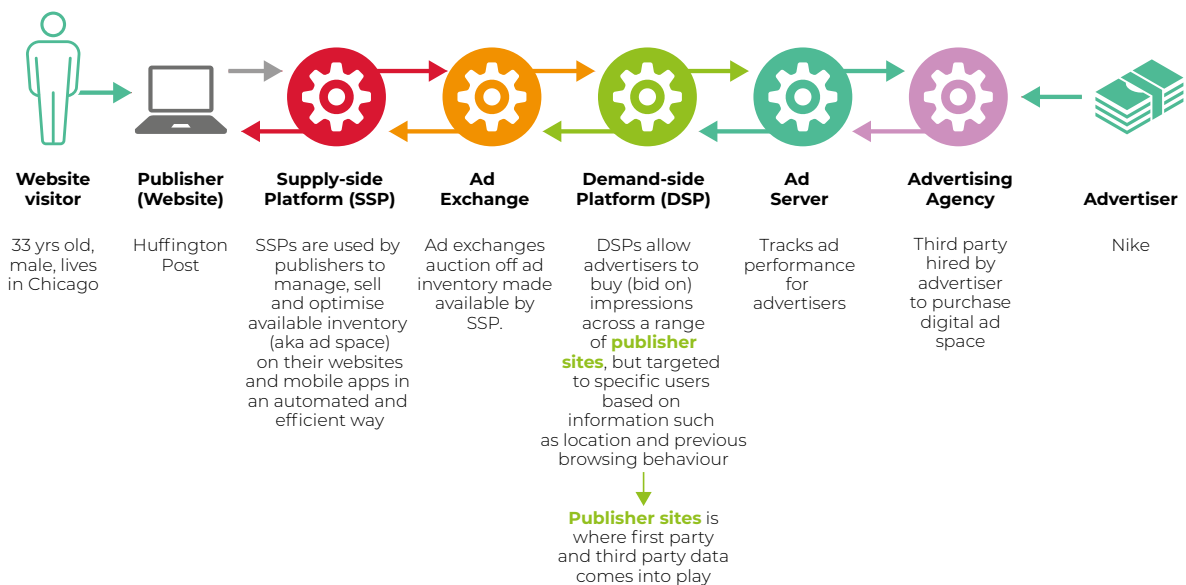 Website
visitor
33 yrs old,
male, lives
in Chicago
Publisher
(Website)
Huffington
Post
Supply-side
Platform (SSP)
SSPs are used by
publishers to
manage, sell
and optimise
available inventory
(aka ad space)
on their websites
and mobile apps in
an automated and
efficient way
Ad
Exchange
Ad exchanges
auction off ad
inventory made
available by
SSP.
Demand-side
Platform (DSP)
DSPs allow
advertisers to
buy (bid on)
impressions
across a range
of publisher
sites, but targeted
to specific users
based on
information such
as location and previous
browsing behaviour
Publisher sites is
where first party
and third party data
comes into play
Ad
Server
Tracks ad
performance
for
advertisers
Advertising
Agency
Third party
hired by
advertiser
to purchase
digital ad
space
Advertiser
Nike